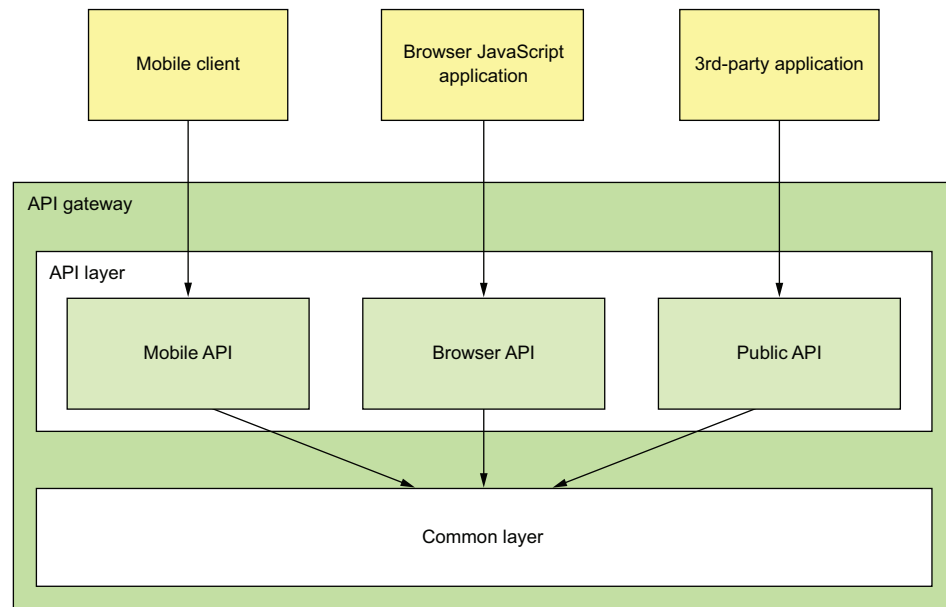 Mobile client
Browser JavaScript
application
3rd-party application
API gateway
API layer
Mobile API
Browser API
Public API
Common layer